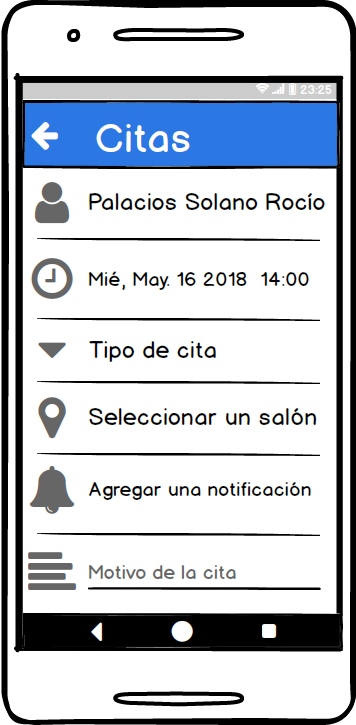 23:25
Citas
Palacios Solano Rocío
Mié, May. 16 2018 14:00
Tipo de cita
Seleccionar un salón
Agregar una notificación
Motivo de la cita